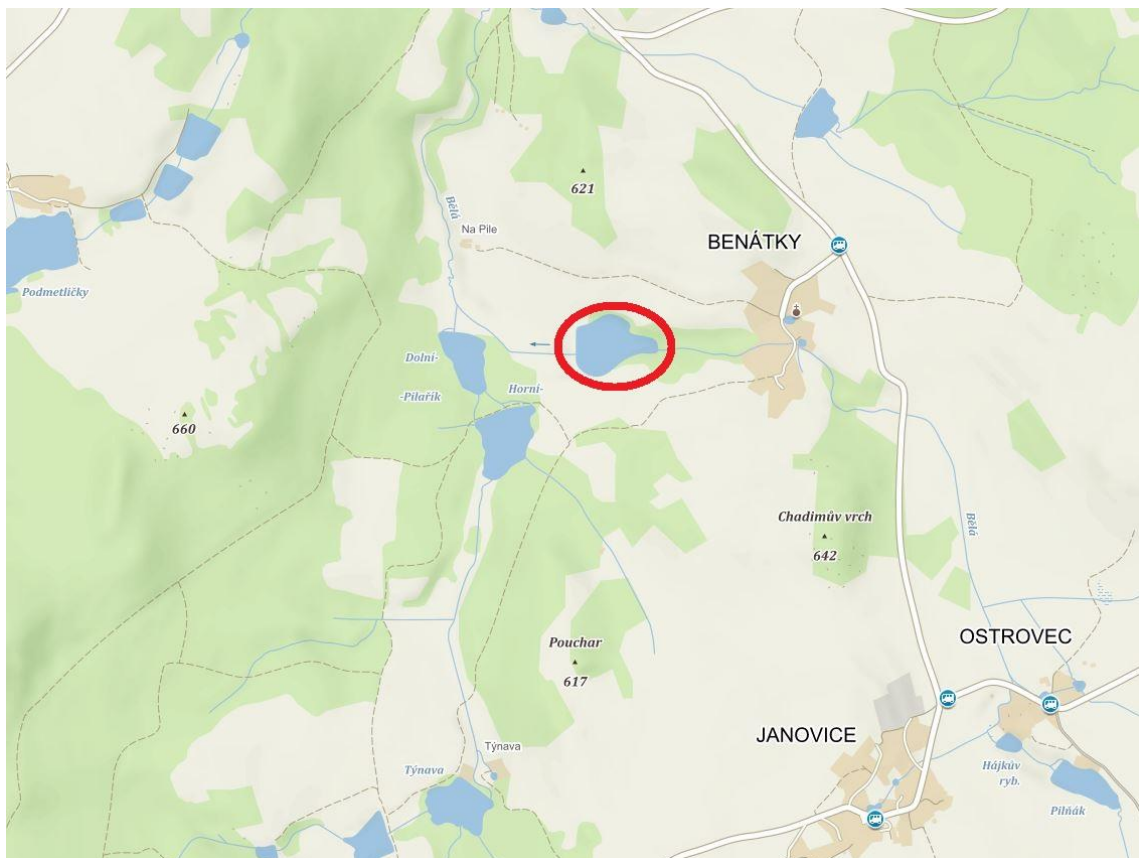 621
Bělá
Na Pile
BENÁTKY
Podmetličky
Dolní-
-Pilařík
Horní-
660
Chadimův vrch
642
Bělá
Pouchar
617
OSTROVEC
JANOVICE
Týnava
Týnava
Hájkův
ryb.
Pilňák